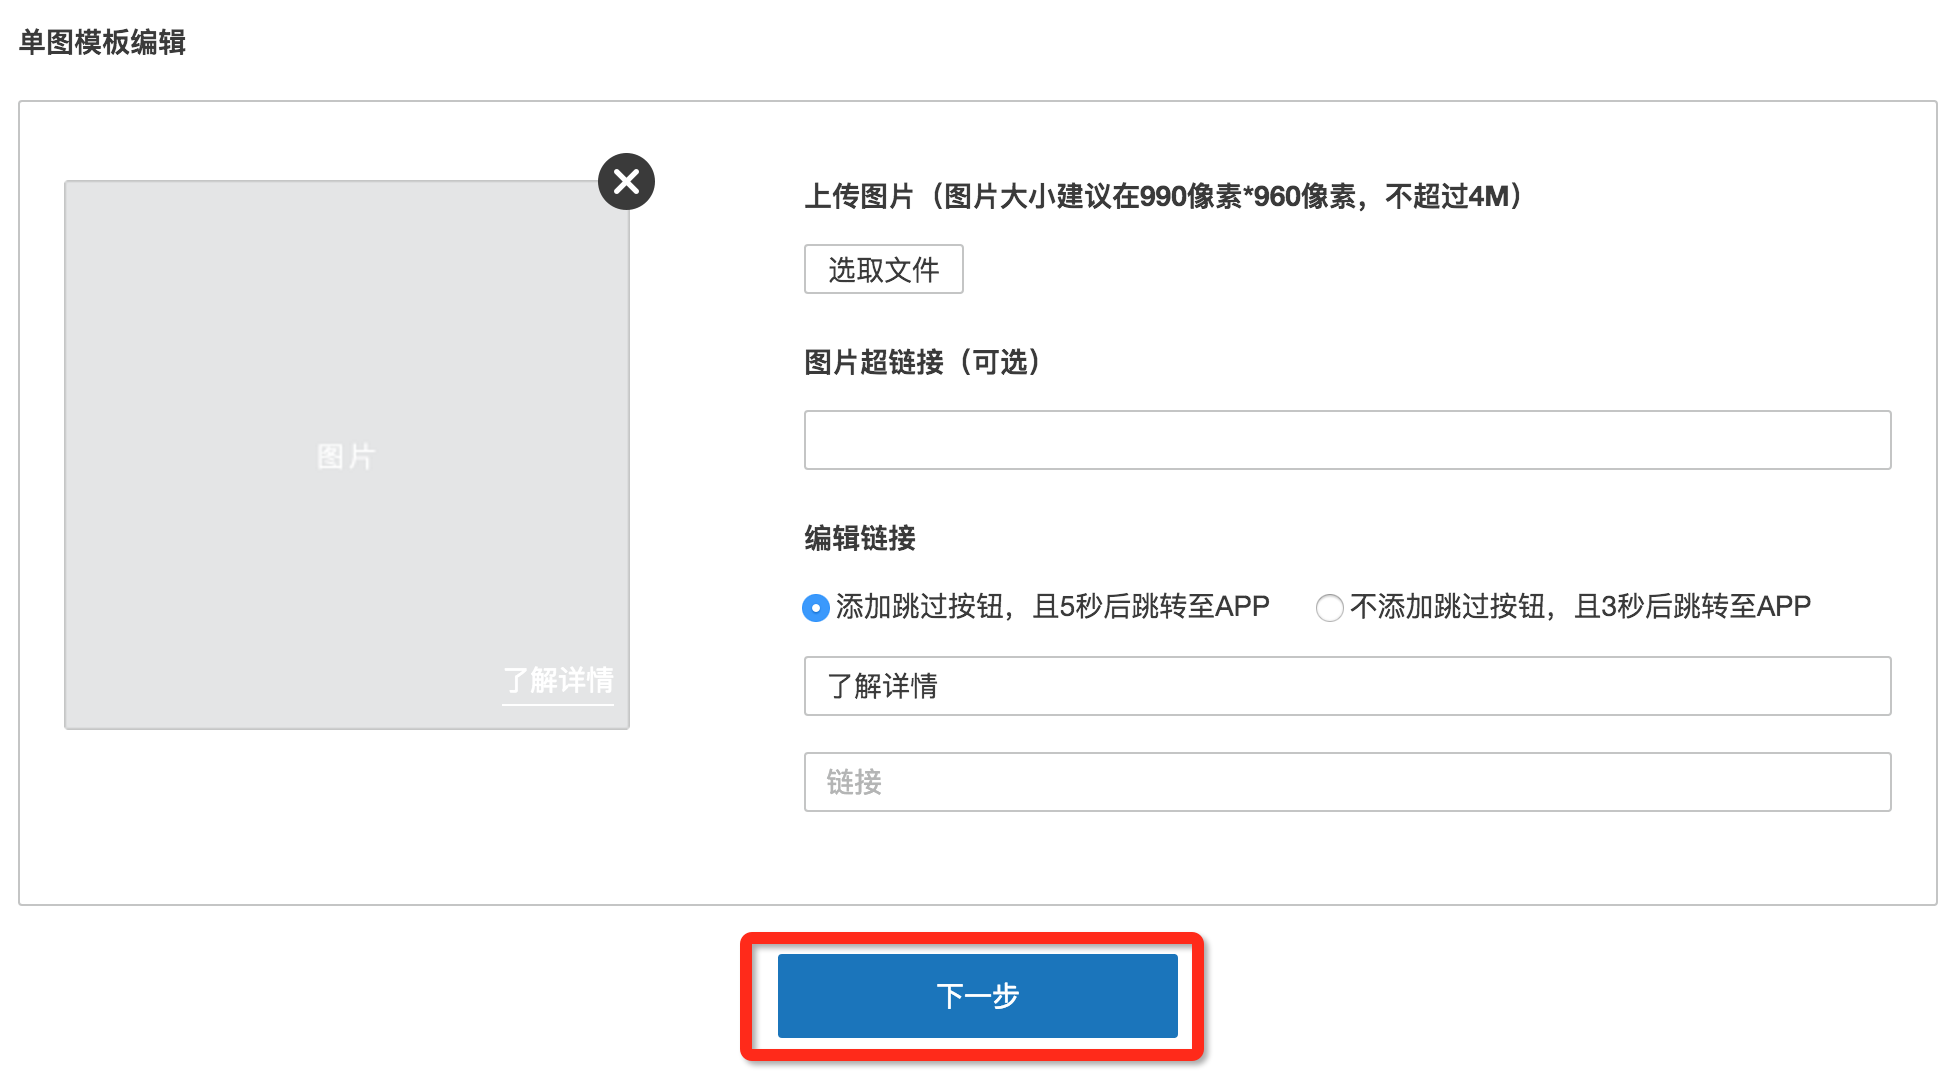 单图模板编辑
上传图片（图片大小建议在990像素*960像素，不超过4M）
选取文件
图片超链接（可选）
图片
编辑链接
添加跳过按钮，且5秒后跳转至APP
不添加跳过按钮，且3秒后跳转至APP
了解详情
了解详情
链接
下一步